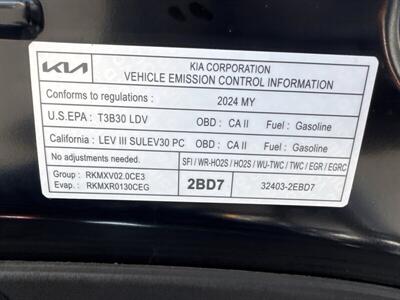 KIA
KIA CORPORATION
VEHICLE EMISSION CONTROL INFORMATION
Conforms to regulations : 2024 MY
U.S.EPA : T3B30 LDV OBD : CA II Fuel : Gasoline
California : LEV III SULEV30 PC OBD : CA II Fuel : Gasoline
No adjustments needed. SFI / WR-HO2S / HO2S / WU-TWC / TWC / EGR / EGRC
Group : RKMXV02.0CE3
Evap. : RKMXR0130CEG
2BD7
32403-2EBD7